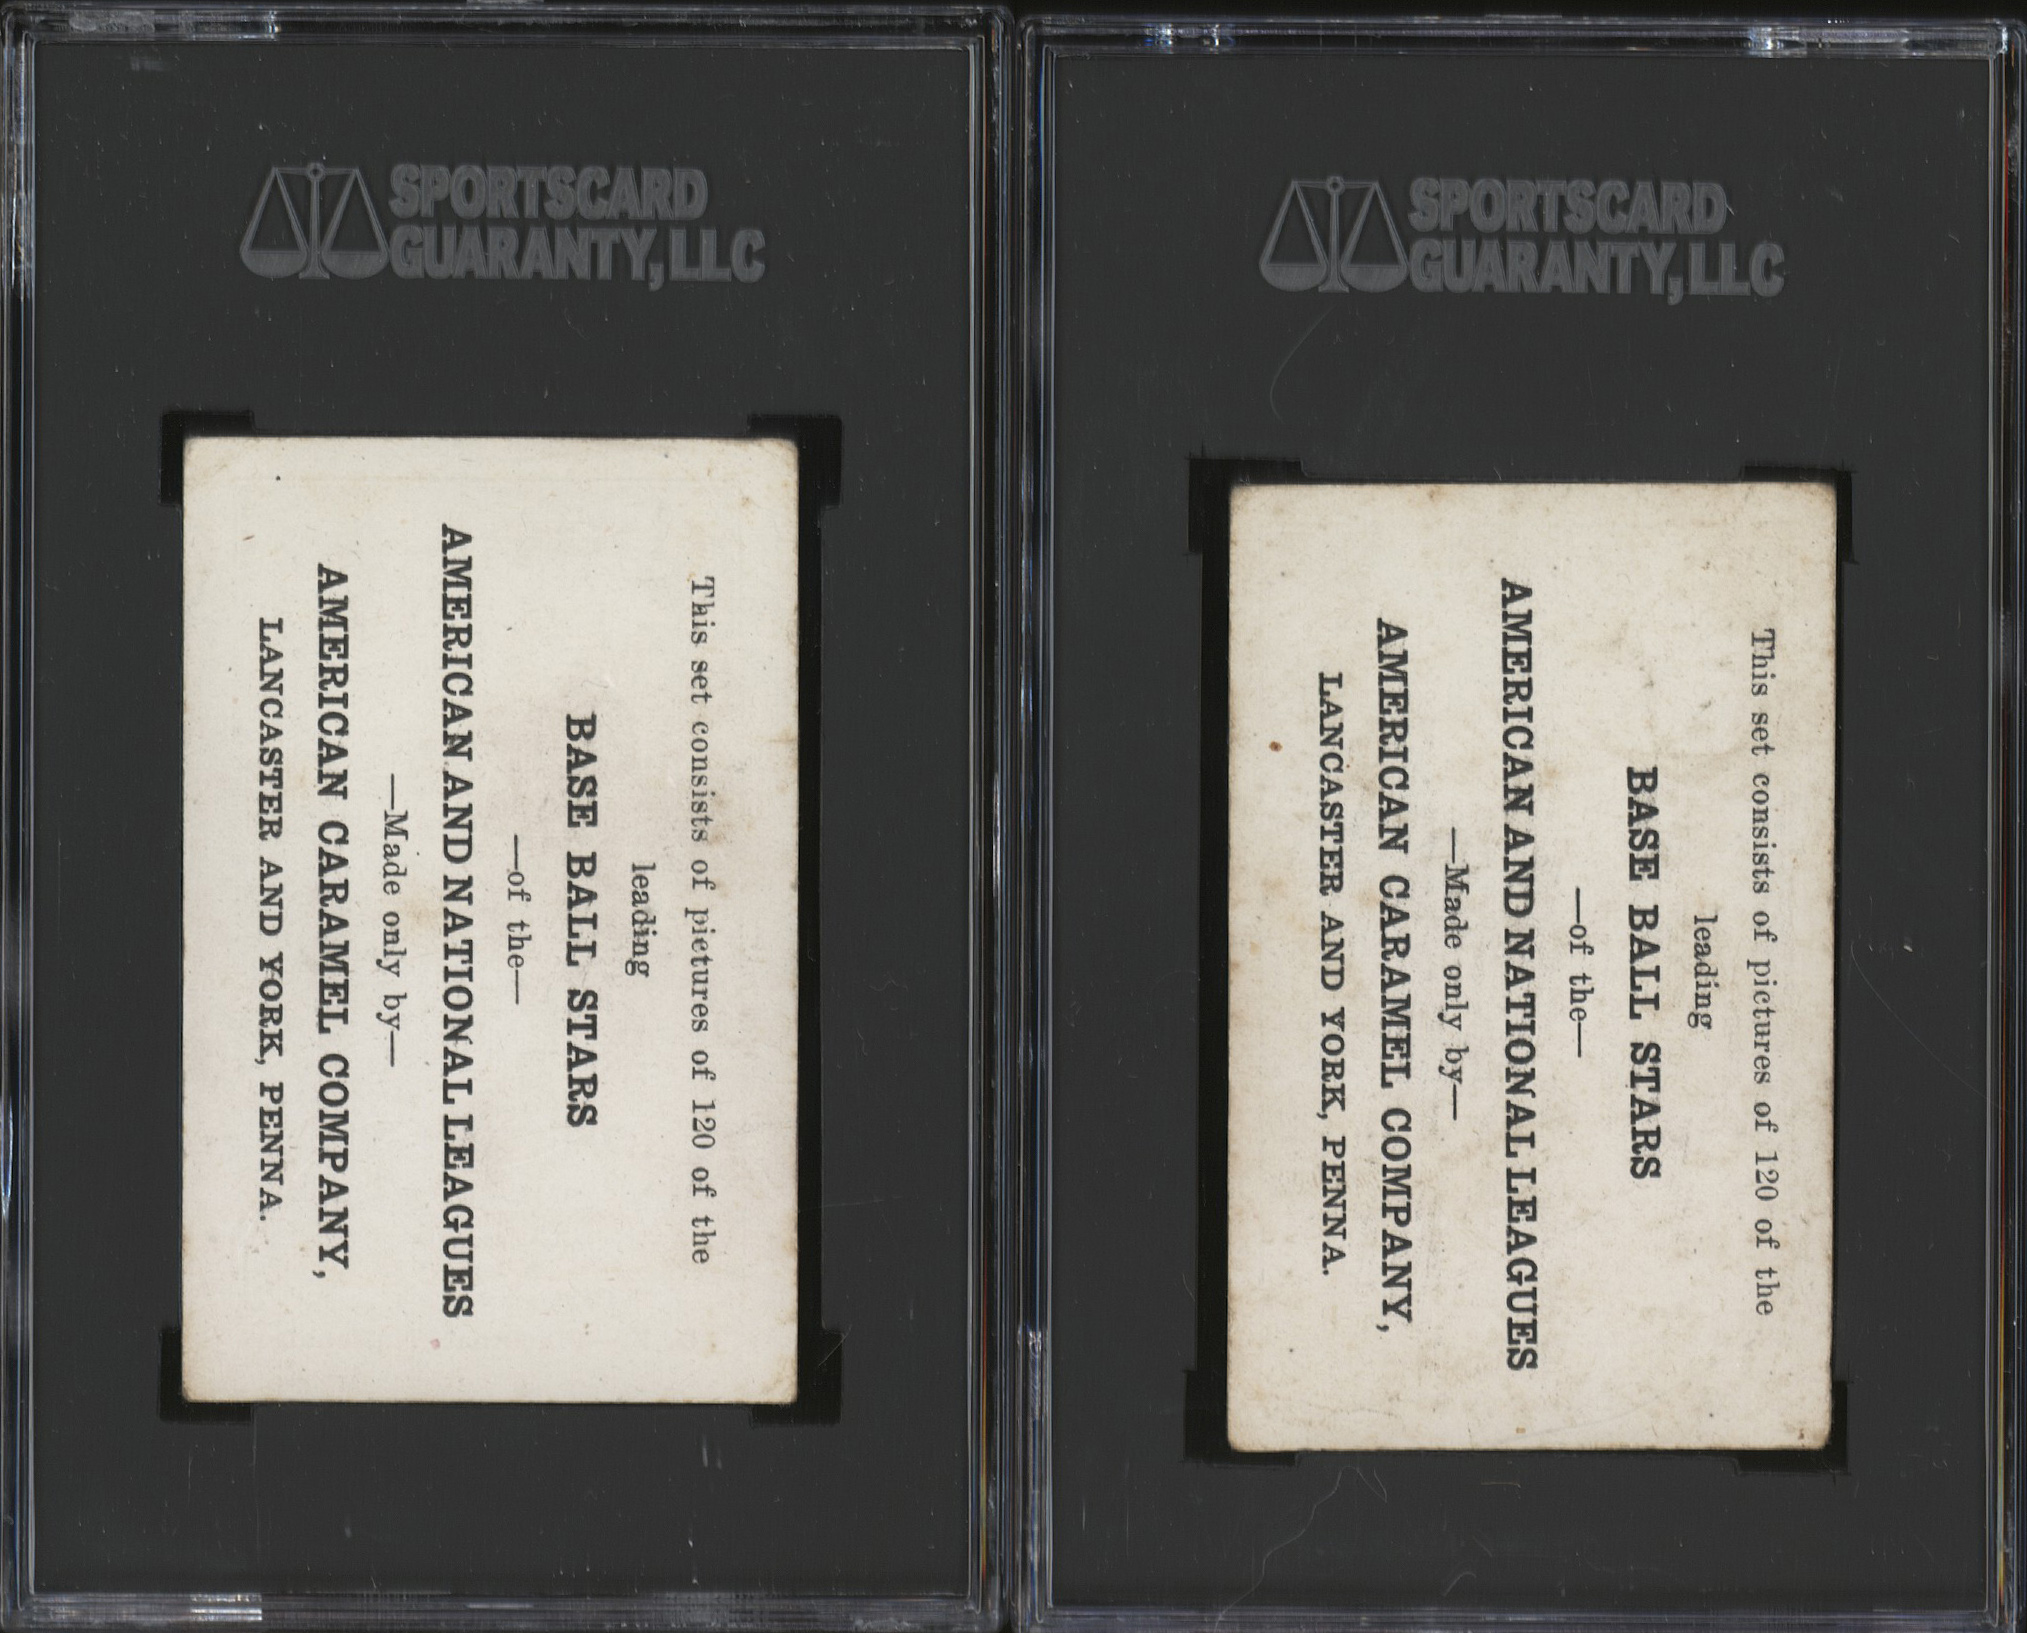 SPORTSCARD
GUARANTY, LLC
This set consists of pictures of 120 of the
leading
BASE BALL STARS
—of the—
AMERICAN AND NATIONAL LEAGUES
—Made only by—
AMERICAN CARAMEL COMPANY,
LANCASTER AND YORK, PENNA.
SPORTSCARD
GUARANTY, LLC
This set consists of pictures of 120 of the
leading
BASE BALL STARS
—of the—
AMERICAN AND NATIONAL LEAGUES
—Made only by—
AMERICAN CARAMEL COMPANY,
LANCASTER AND YORK, PENNA.